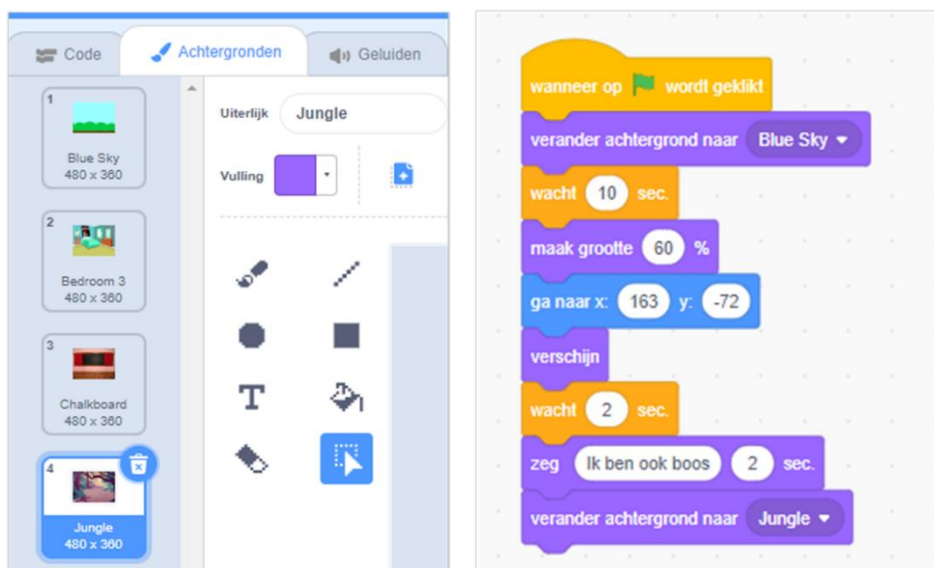 Code
Achtergronden
Geluiden
1
Blue Sky
480 x 360
2
Bedroom 3
480 x 360
3
Chalkboard
480 x 360
4
Jungle
480 x 360
Uiterlijk Jungle
Vulling
T
wanneer op wordt geklikt
verander achtergrond naar Blue Sky
wacht 10 sec.
maak grootte 60 %
ga naar x: 163 y: -72
verschijn
wacht 2 sec.
zeg Ik ben ook boos 2 sec.
verander achtergrond naar Jungle